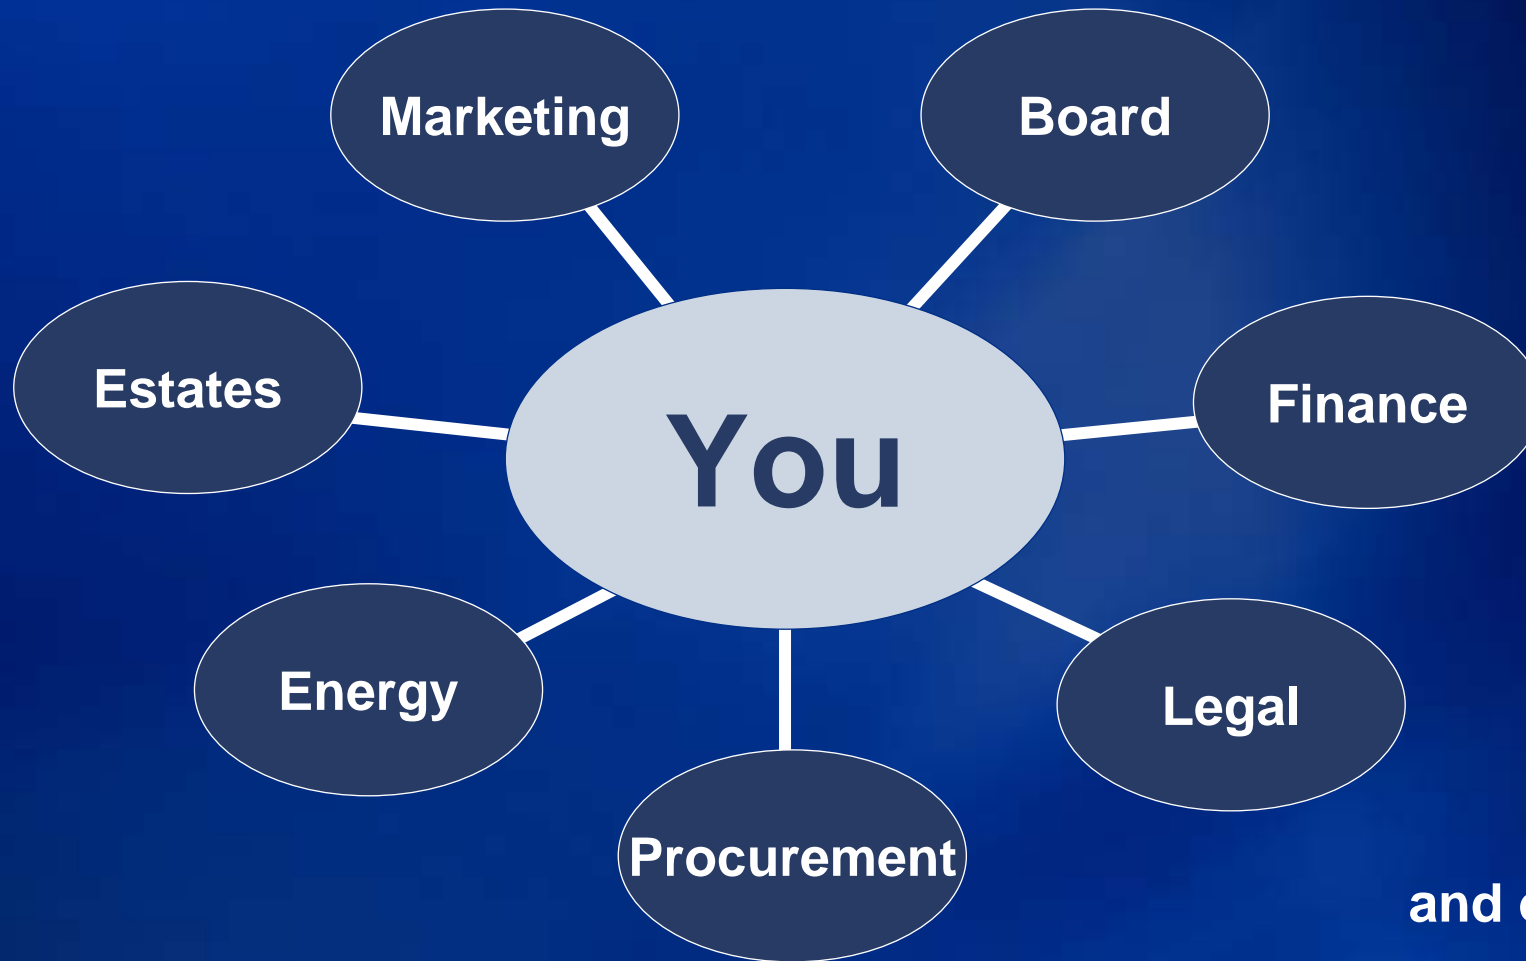 Marketing
Board
Estates
Finance
You
Energy
Legal
Procurement
and